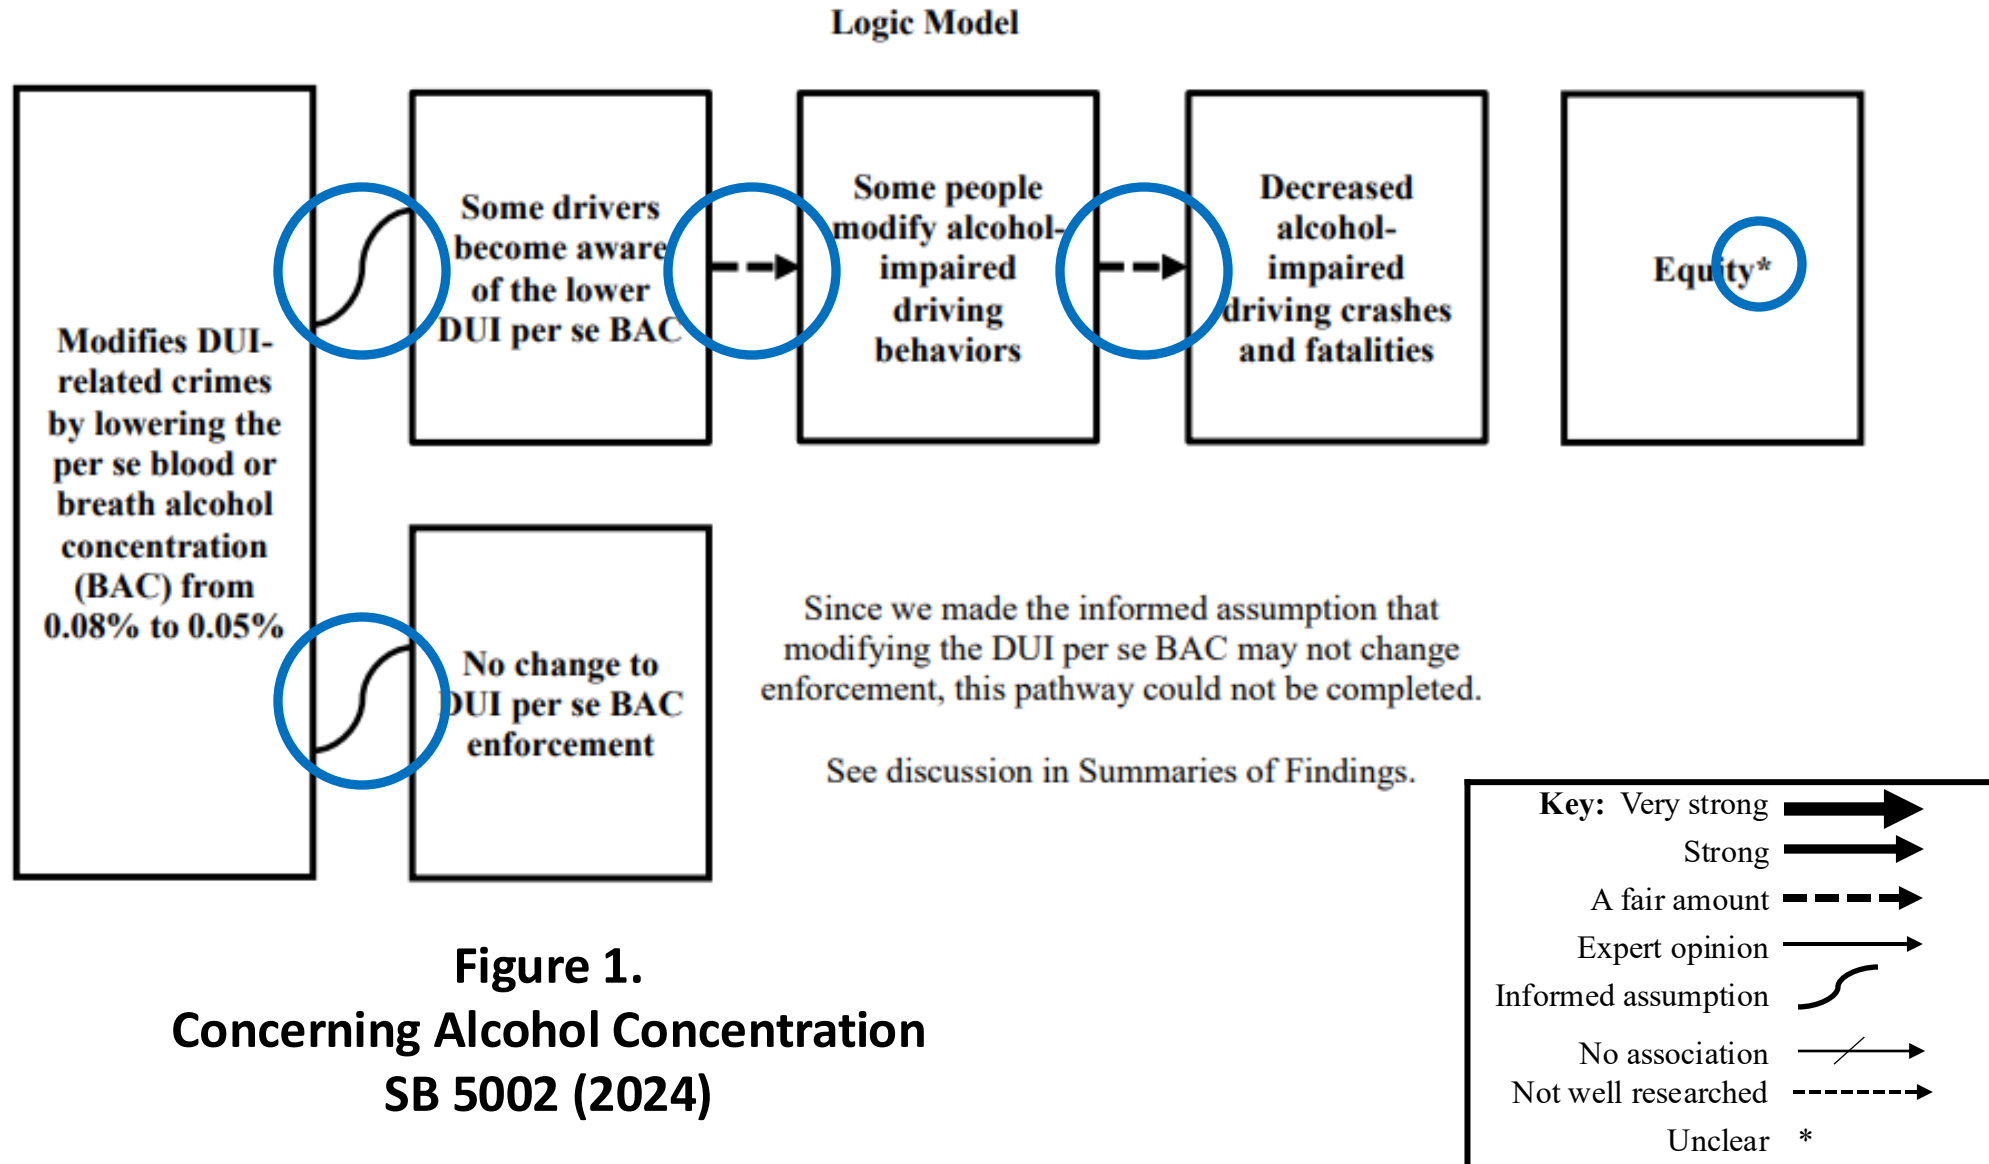 Logic Model
Modifies DUI-
related crimes
by lowering the
per se blood or
breath alcohol
concentration
(BAC) from
0.08% to 0.05%
Some drivers
become aware
of the lower
DUI per se BAC
Some people
modify alcohol-
impaired
driving
behaviors
Decreased
alcohol-
impaired
driving crashes
and fatalities
Equity*
No change to
DUI per se BAC
enforcement
Since we made the informed assumption that
modifying the DUI per se BAC may not change
enforcement, this pathway could not be completed.
See discussion in Summaries of Findings.
Key: Very strong
Strong
A fair amount
Expert opinion
Informed assumption
No association
Not well researched
Unclear *
Figure 1.
Concerning Alcohol Concentration
SB 5002 (2024)